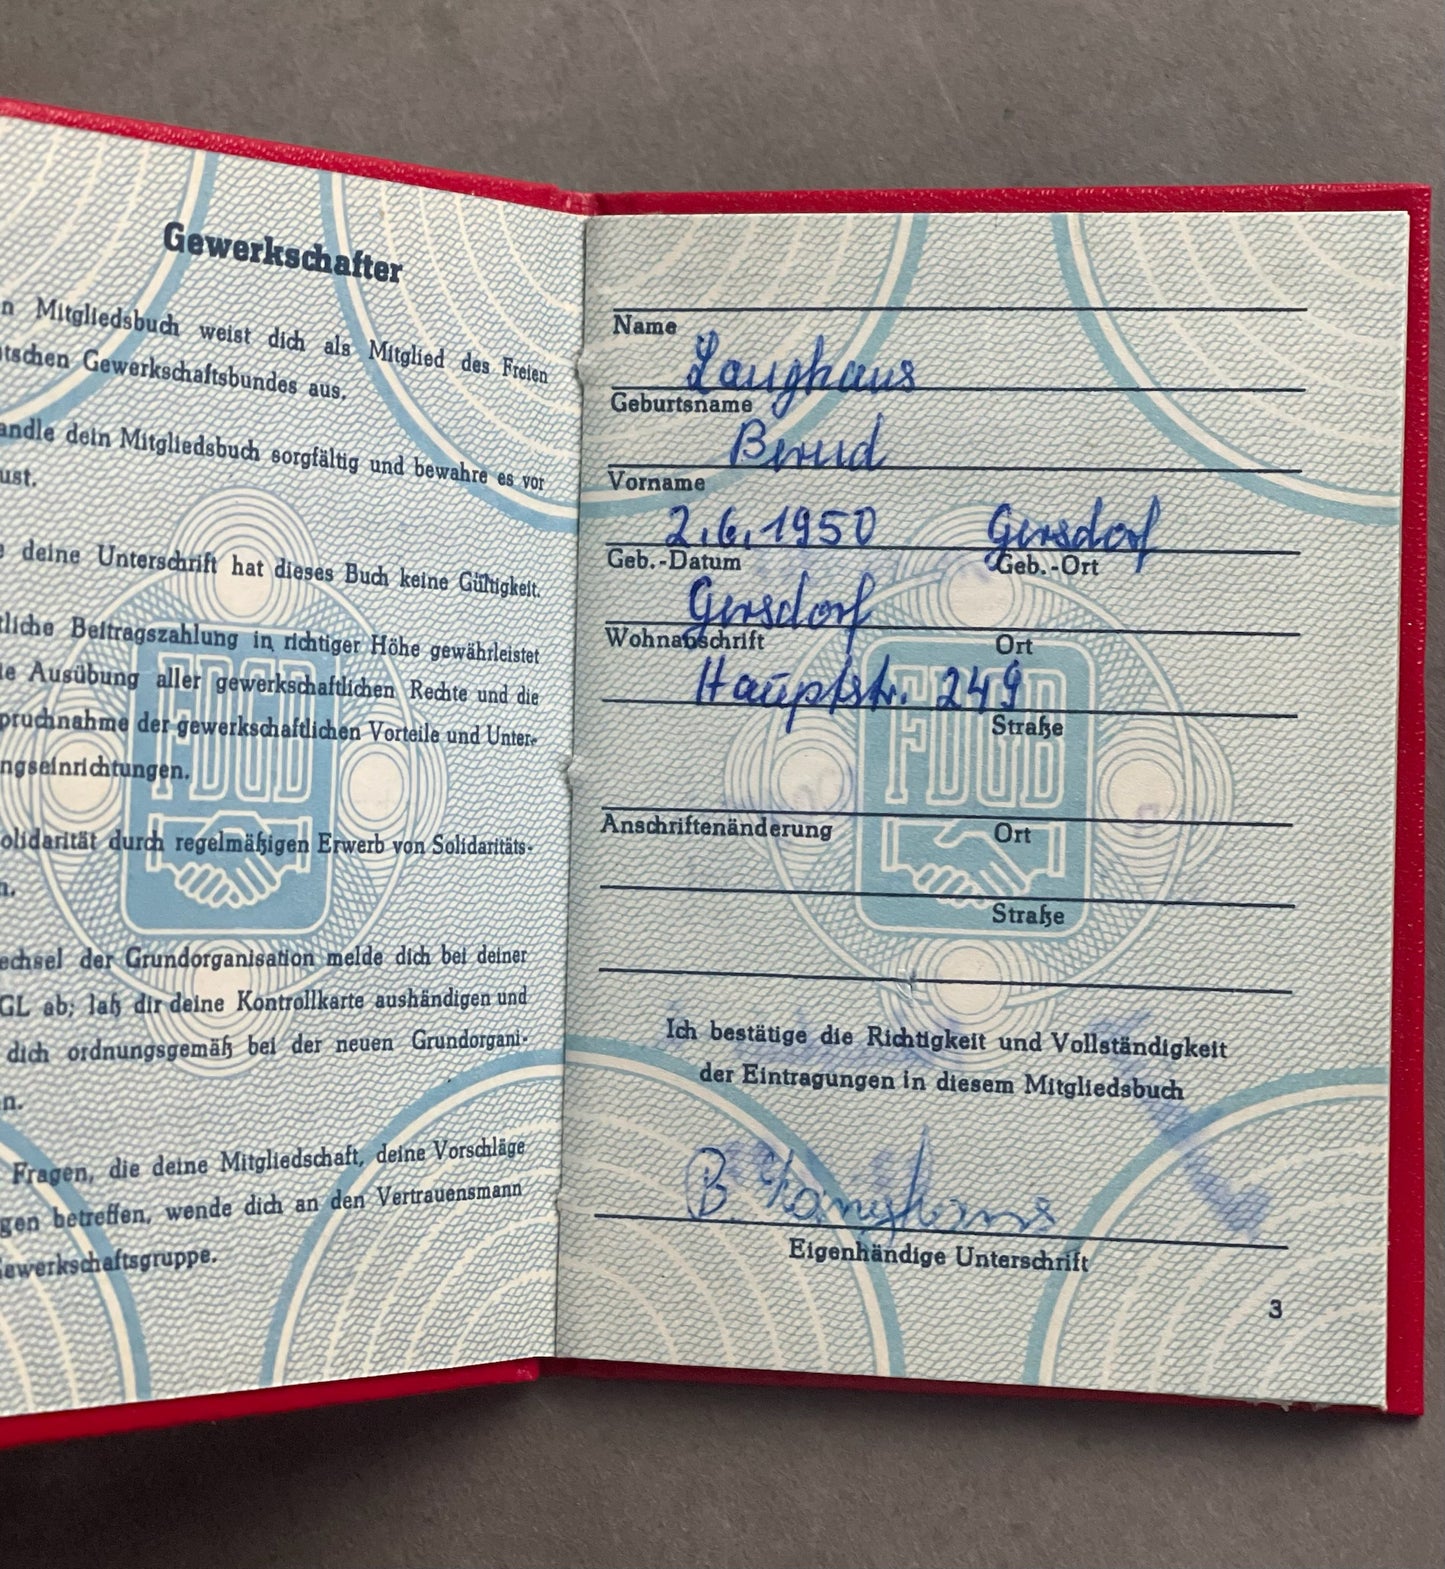 Gewerkschafter
n Mitgliedsbuch weist dich als Mitglied des Freien
tschen Gewerkschaftsbundes aus.
andle dein Mitgliedsbuch sorgfältig und bewahre es vor
ust.
e deine Unterschrift hat dieses Buch keine Gültigkeit.
tliche Beitragszahlung in richtiger Höhe gewährleistet
ie Ausübung aller gewerkschaftlichen Rechte und die
pruchnahme der gewerkschaftlichen Vorteile und Unter-
ngseinrichtungen.
olidarität durch regelmäßigen Erwerb von Solidaritäts-
n.
echsel der Grundorganisation melde dich bei deiner
GL ab; laß dir deine Kontrollkarte aushändigen und
dich ordnungsgemäß bei der neuen Grundorgani-
n.
Fragen, die deine Mitgliedschaft, deine Vorschläge
gen betreffen, wende dich an den Vertrauensmann
Gewerkschaftsgruppe.
FDGB
Name
Langhans
Geburtsname
Bernd
Vorname
2.6.1950 Gersdorf
Geb.-Datum Geb.-Ort
Gersdorf
Wohnabschrift Ort
Hauptstr. 249
Straße
FDGB
Anschriftenänderung Ort
Straße
Ich bestätige die Richtigkeit und Vollständigkeit
der Eintragungen in diesem Mitgliedsbuch
B. Langhans
Eigenhändige Unterschrift
3